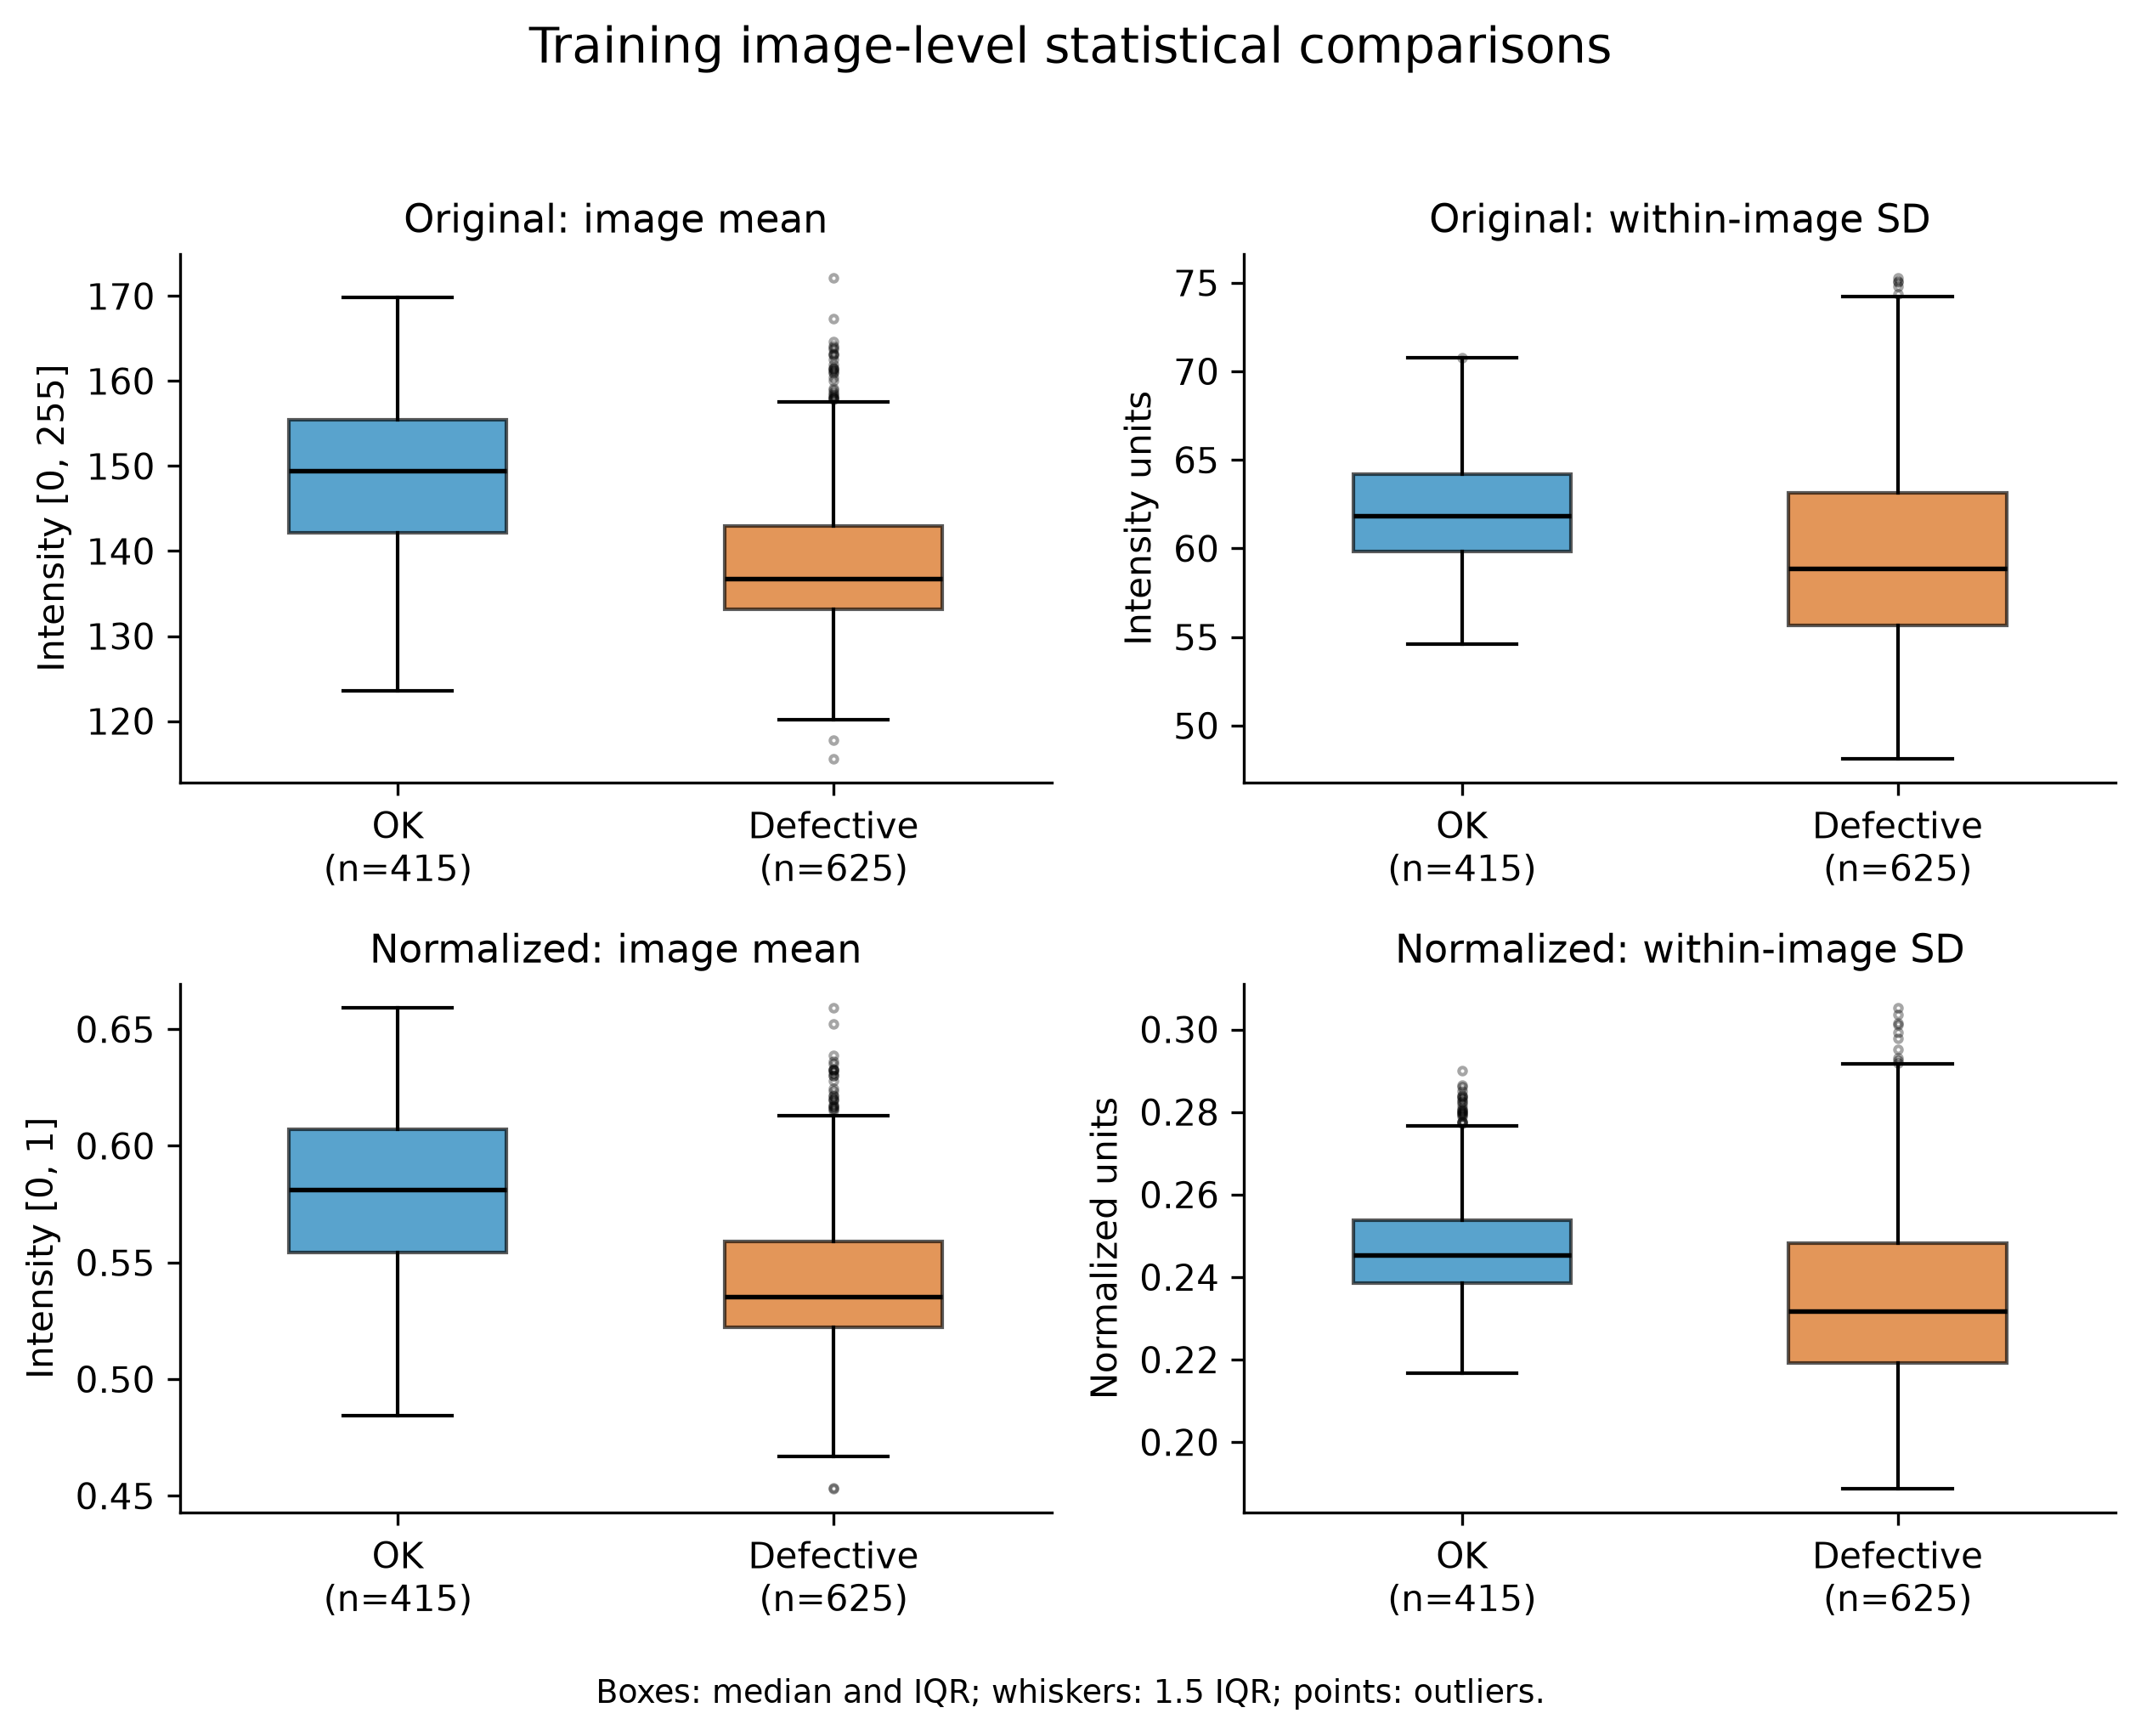 Training image-level statistical comparisons
Original: image mean
Intensity [0, 255]
170
160
150
140
130
120
OK
(n=415)
Defective
(n=625)
Original: within-image SD
Intensity units
75
70
65
60
55
50
OK
(n=415)
Defective
(n=625)
Normalized: image mean
Intensity [0, 1]
0.65
0.60
0.55
0.50
0.45
OK
(n=415)
Defective
(n=625)
Normalized: within-image SD
Normalized units
0.30
0.28
0.26
0.24
0.22
0.20
OK
(n=415)
Defective
(n=625)
Boxes: median and IQR; whiskers: 1.5 IQR; points: outliers.